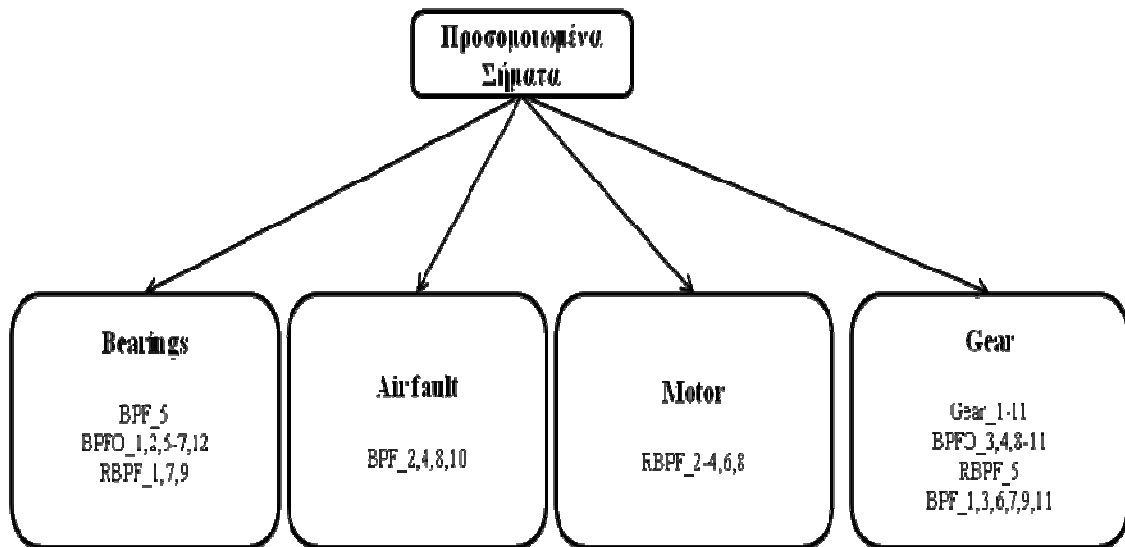 Προσομοιωμένα
Σήματα
Bearings
BPF_5
BPFO_1,2,5-7,12
RBPF_1,7,9
Airfault
BPF_2,4,8,10
Motor
RBPF_2-4,6,8
Gear
Gear_1-11
BPFO_3,4,8-11
RBPF_5
BPF_1,3,6,7,9,11